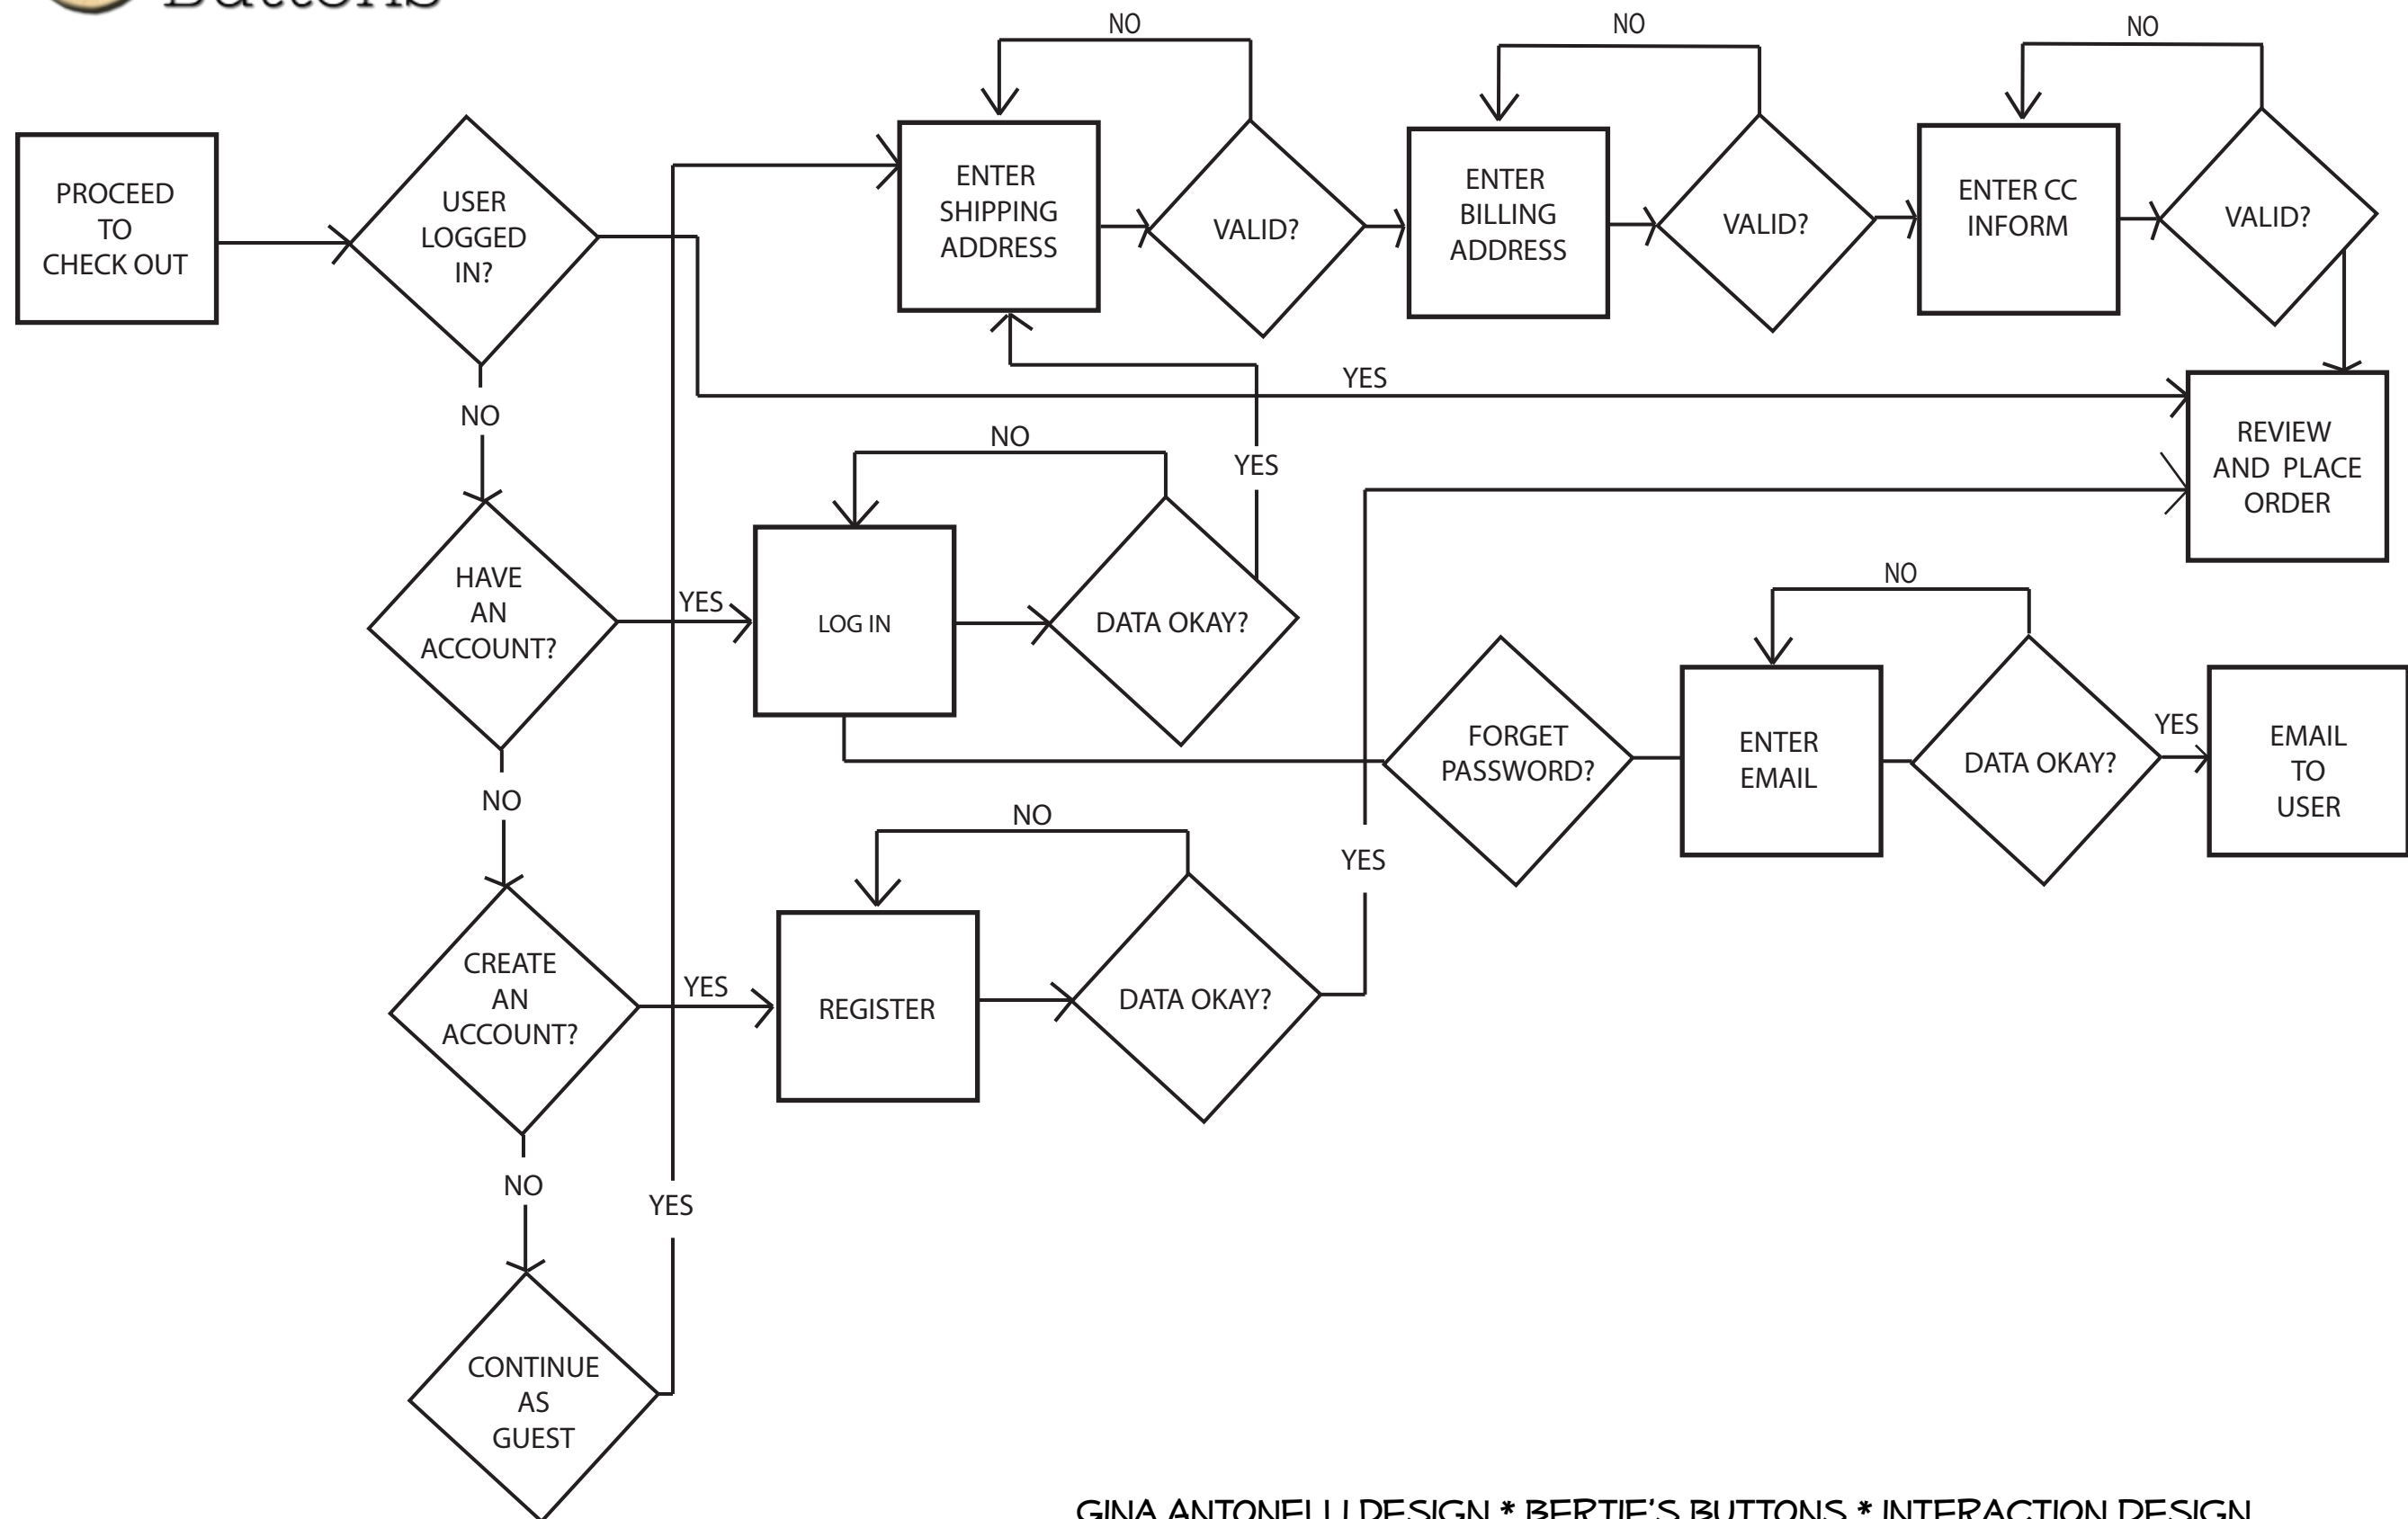 Buttons
NO
NO
NO
PROCEED
TO
CHECK OUT
USER
LOGGED
IN?
ENTER
SHIPPING
ADDRESS
VALID?
ENTER
BILLING
ADDRESS
VALID?
ENTER CC
INFORM
VALID?
YES
NO
NO
YES
REVIEW
AND PLACE
ORDER
HAVE
AN
ACCOUNT?
YES
LOG IN
DATA OKAY?
NO
FORGET
PASSWORD?
ENTER
EMAIL
DATA OKAY?
YES
EMAIL
TO
USER
NO
NO
YES
CREATE
AN
ACCOUNT?
YES
REGISTER
DATA OKAY?
NO
YES
CONTINUE
AS
GUEST
GINA ANTONELLI DESIGN * BERTIE'S BUTTONS * INTERACTION DESIGN